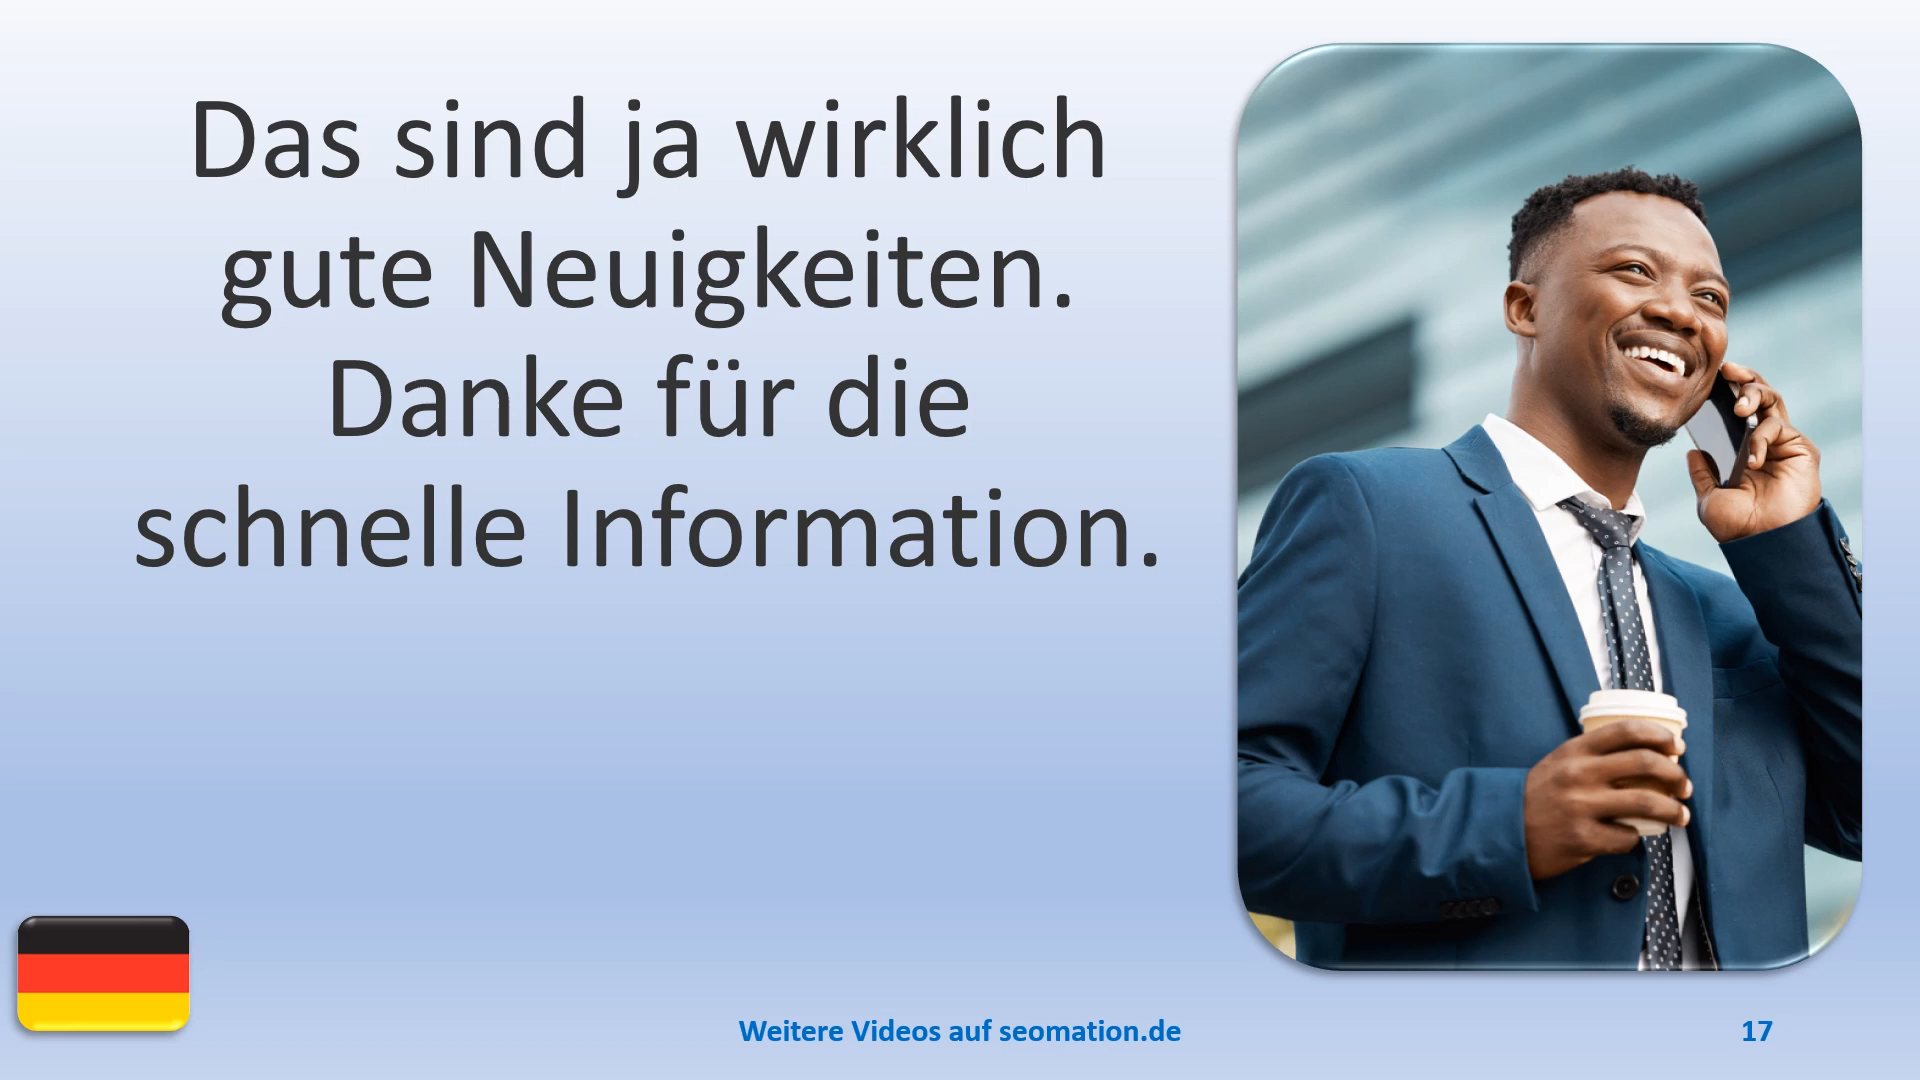 Das sind ja wirklich
gute Neuigkeiten.
Danke für die
schnelle Information.
Weitere Videos auf seomation.de
17